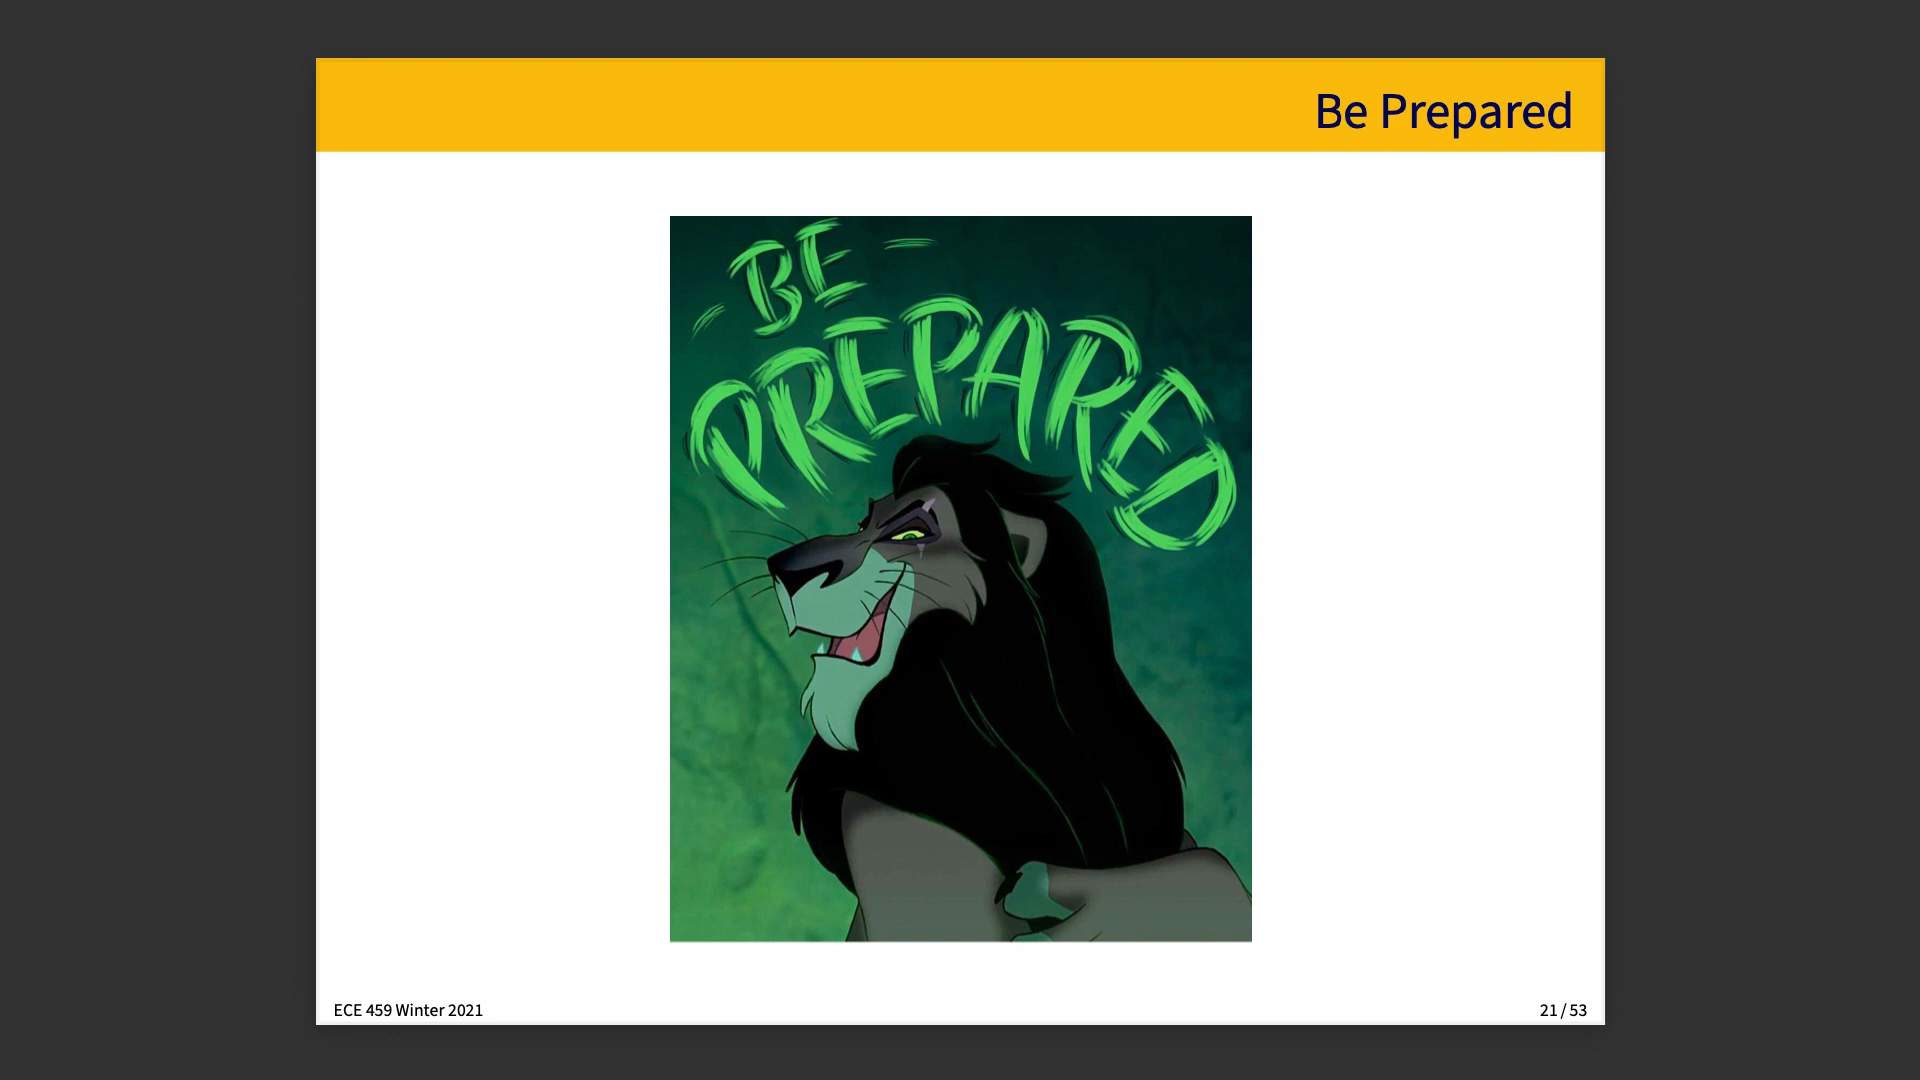 Be Prepared
BE
PREPARED
ECE 459 Winter 2021
21 / 53